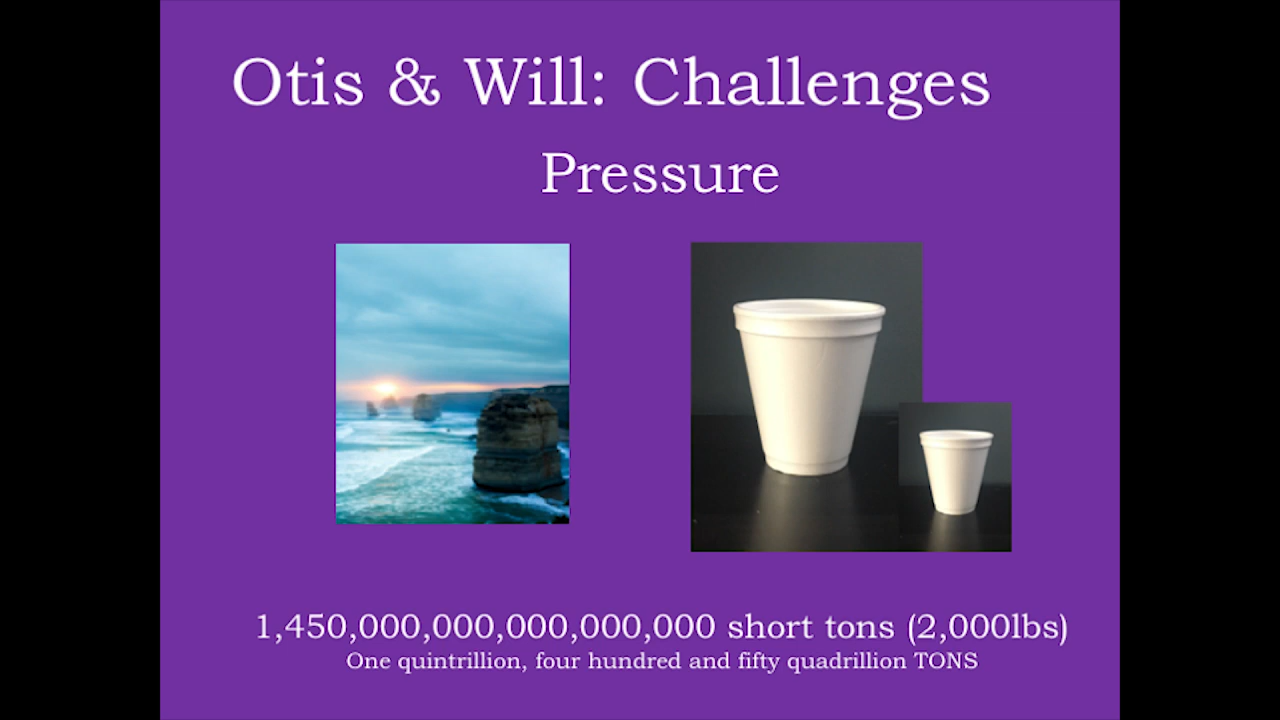 Otis & Will: Challenges
Pressure
1,450,000,000,000,000,000 short tons (2,000lbs)
One quintrillion, four hundred and fifty quadrillion TONS